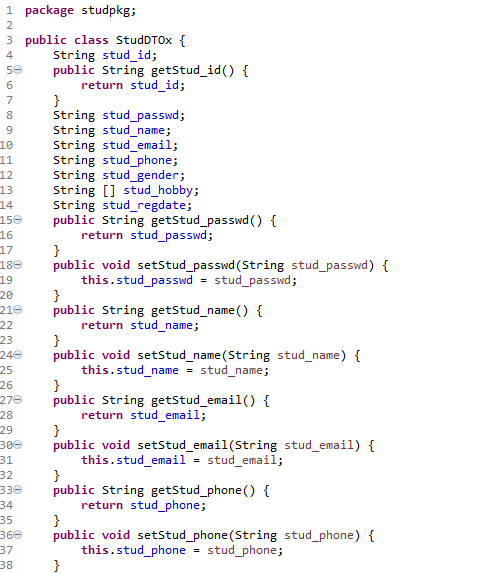 1 package studpkg;
2
3 public class StudDTOx {
4     String stud_id;
5     public String getStud_id() {
6         return stud_id;
7     }
8     String stud_passwd;
9     String stud_name;
10     String stud_email;
11     String stud_phone;
12     String stud_gender;
13     String [] stud_hobby;
14     String stud_regdate;
15     public String getStud_passwd() {
16         return stud_passwd;
17     }
18     public void setStud_passwd(String stud_passwd) {
19         this.stud_passwd = stud_passwd;
20     }
21     public String getStud_name() {
22         return stud_name;
23     }
24     public void setStud_name(String stud_name) {
25         this.stud_name = stud_name;
26     }
27     public String getStud_email() {
28         return stud_email;
29     }
30     public void setStud_email(String stud_email) {
31         this.stud_email = stud_email;
32     }
33     public String getStud_phone() {
34         return stud_phone;
35     }
36     public void setStud_phone(String stud_phone) {
37         this.stud_phone = stud_phone;
38     }